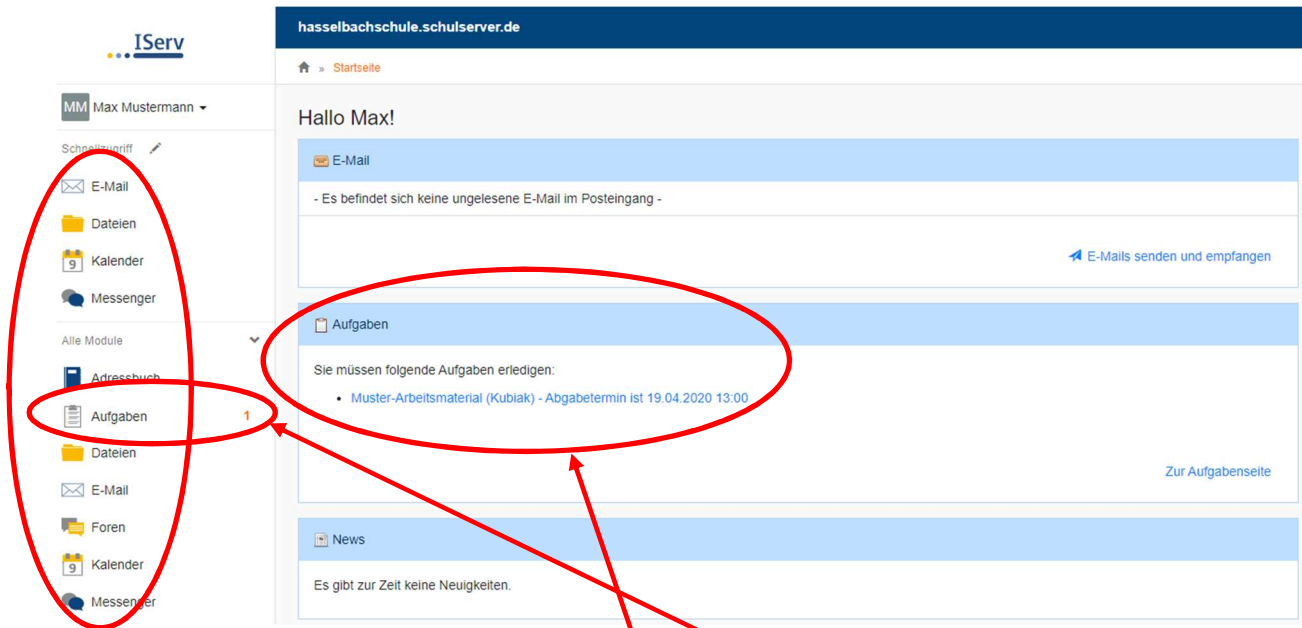 IServ
MM Max Mustermann
Schnellzugriff
E-Mail
Dateien
9 Kalender
Messenger
Alle Module
Adressbuch
Aufgaben 1
Dateien
E-Mail
Foren
9 Kalender
Messenger
hasselbachschule.schulserver.de
» Startseite
Hallo Max!
E-Mail
- Es befindet sich keine ungelesene E-Mail im Posteingang -
E-Mails senden und empfangen
Aufgaben
Sie müssen folgende Aufgaben erledigen:
• Muster-Arbeitsmaterial (Kubiak) - Abgabetermin ist 19.04.2020 13:00
Zur Aufgabenseite
News
Es gibt zur Zeit keine Neuigkeiten.